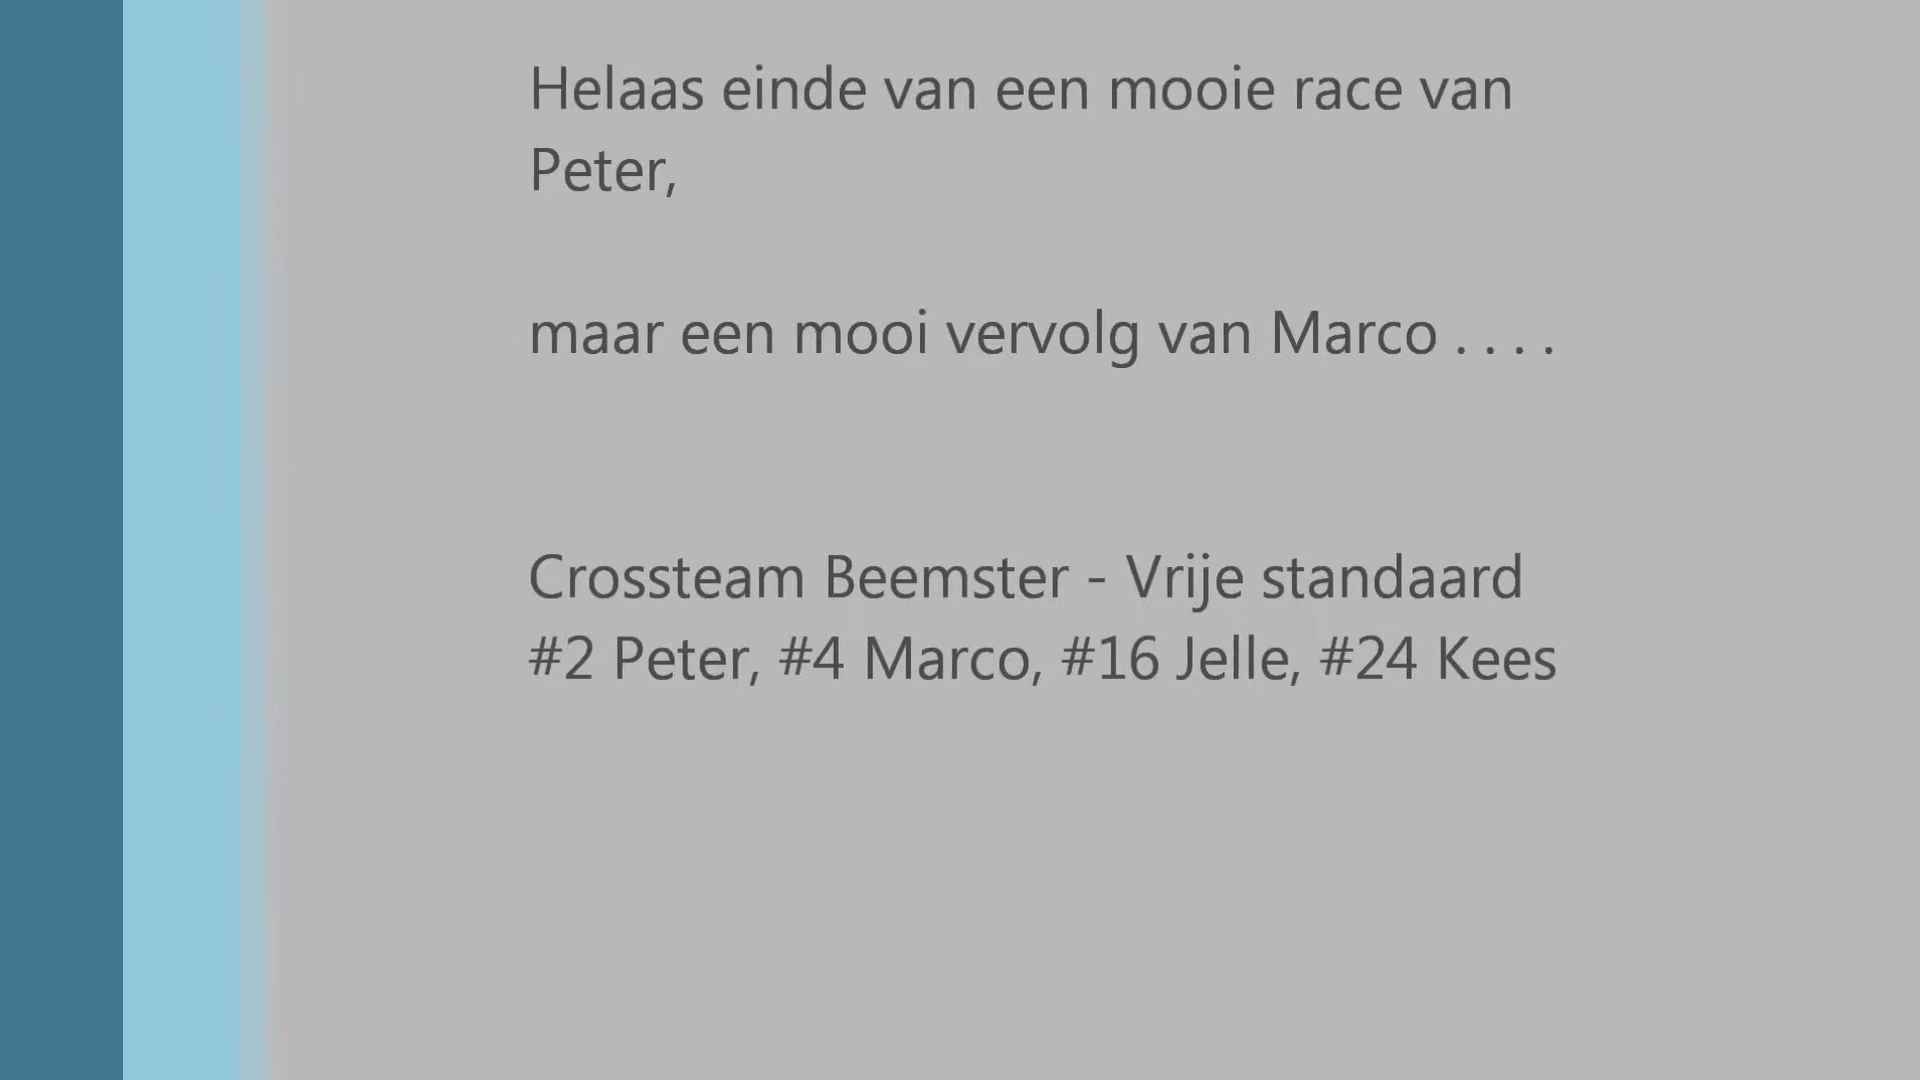 Helaas einde van een mooie race van
Peter,
maar een mooi vervolg van Marco . . . .
Crossteam Beemster - Vrije standaard
#2 Peter, #4 Marco, #16 Jelle, #24 Kees